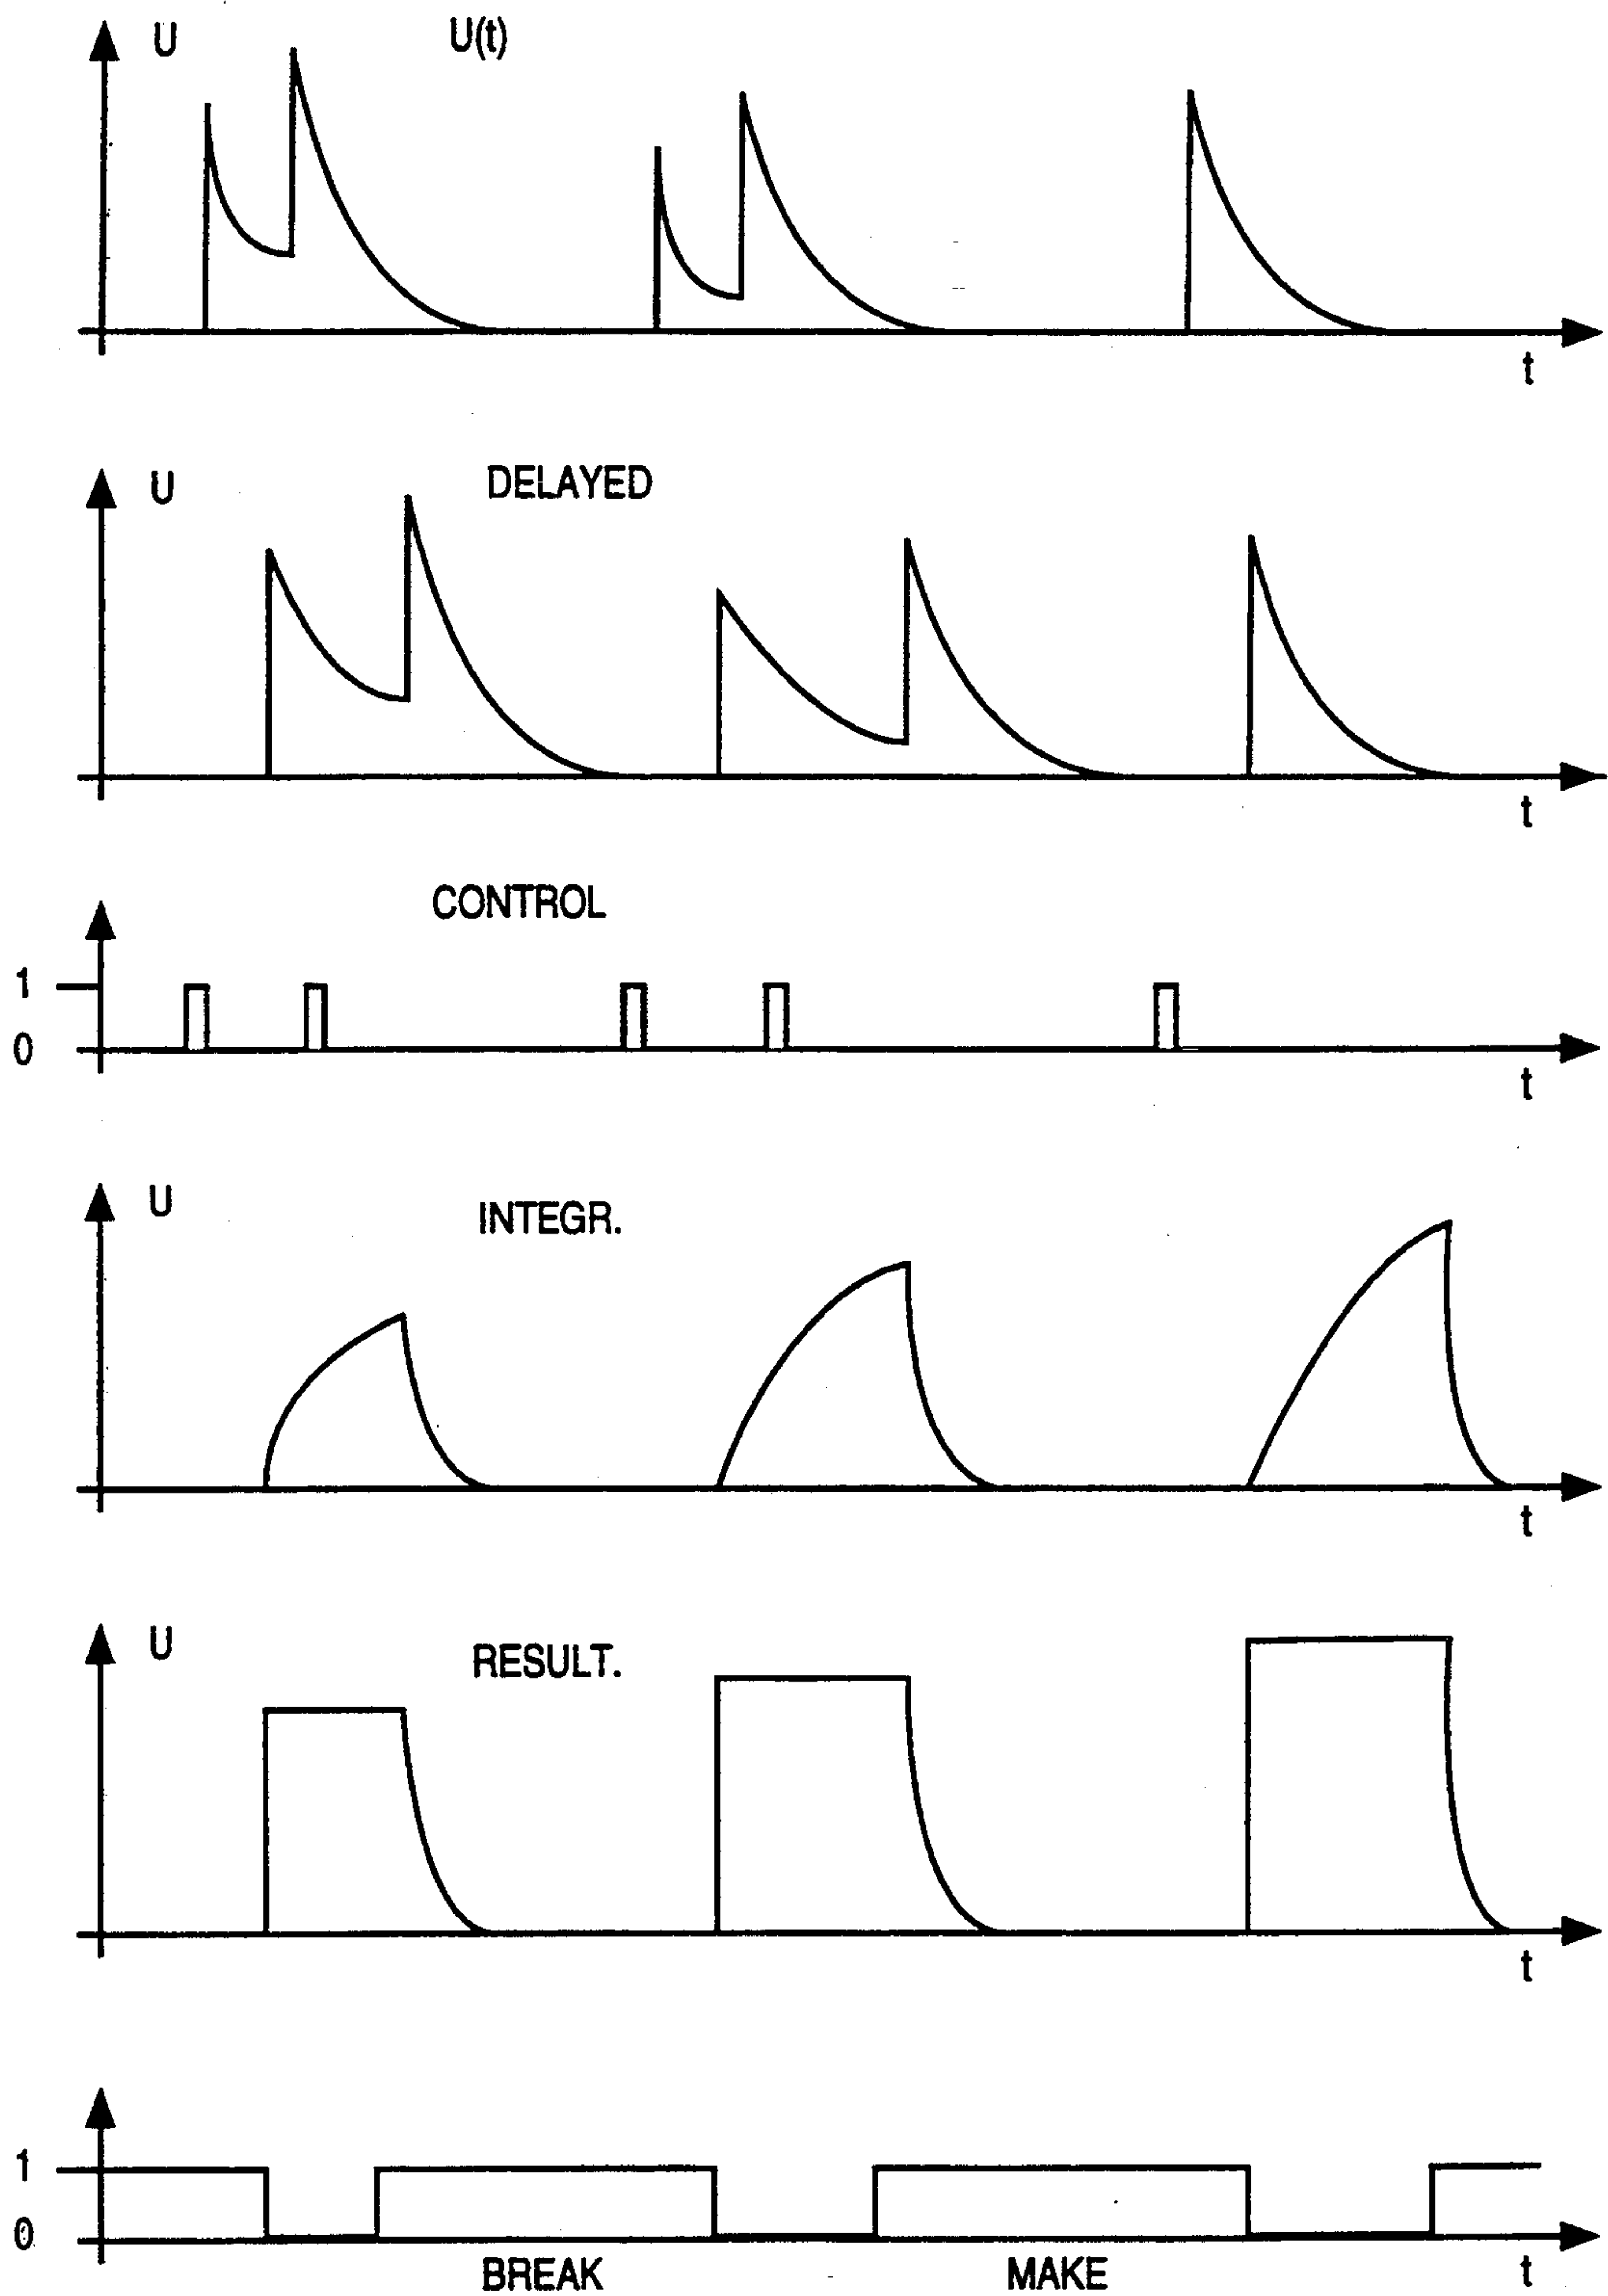 U U(t)
t
U DELAYED
t
CONTROL
1
0
t
U INTEGR.
t
U RESULT.
t
1
0
BREAK MAKE t